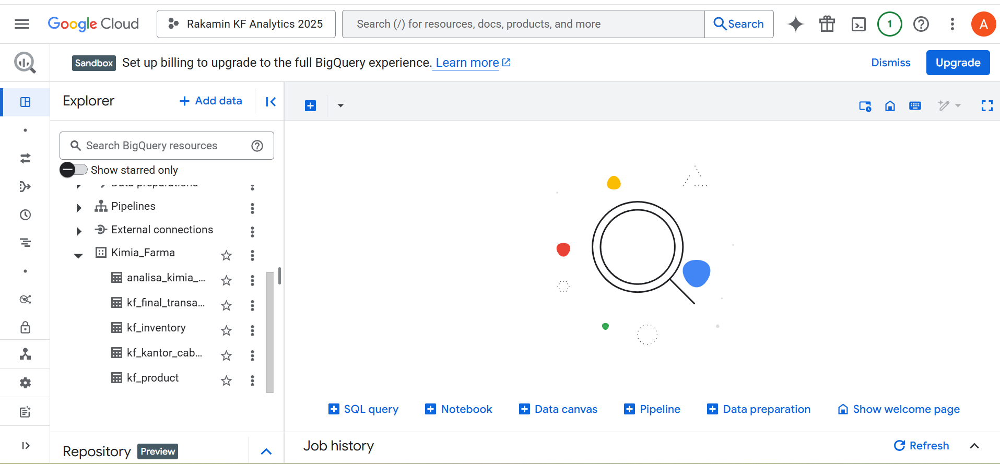 Google Cloud
Rakamin KF Analytics 2025
Search (/) for resources, docs, products, and more
Search
1
A
Sandbox Set up billing to upgrade to the full BigQuery experience. Learn more
Dismiss
Upgrade
Explorer
Add data
Search BigQuery resources
Show starred only
Data preparations
Pipelines
External connections
Kimia_Farma
analisa_kimia_...
kf_final_transa...
kf_inventory
kf_kantor_cab...
kf_product
SQL query
Notebook
Data canvas
Pipeline
Data preparation
Show welcome page
Repository Preview
Job history
Refresh